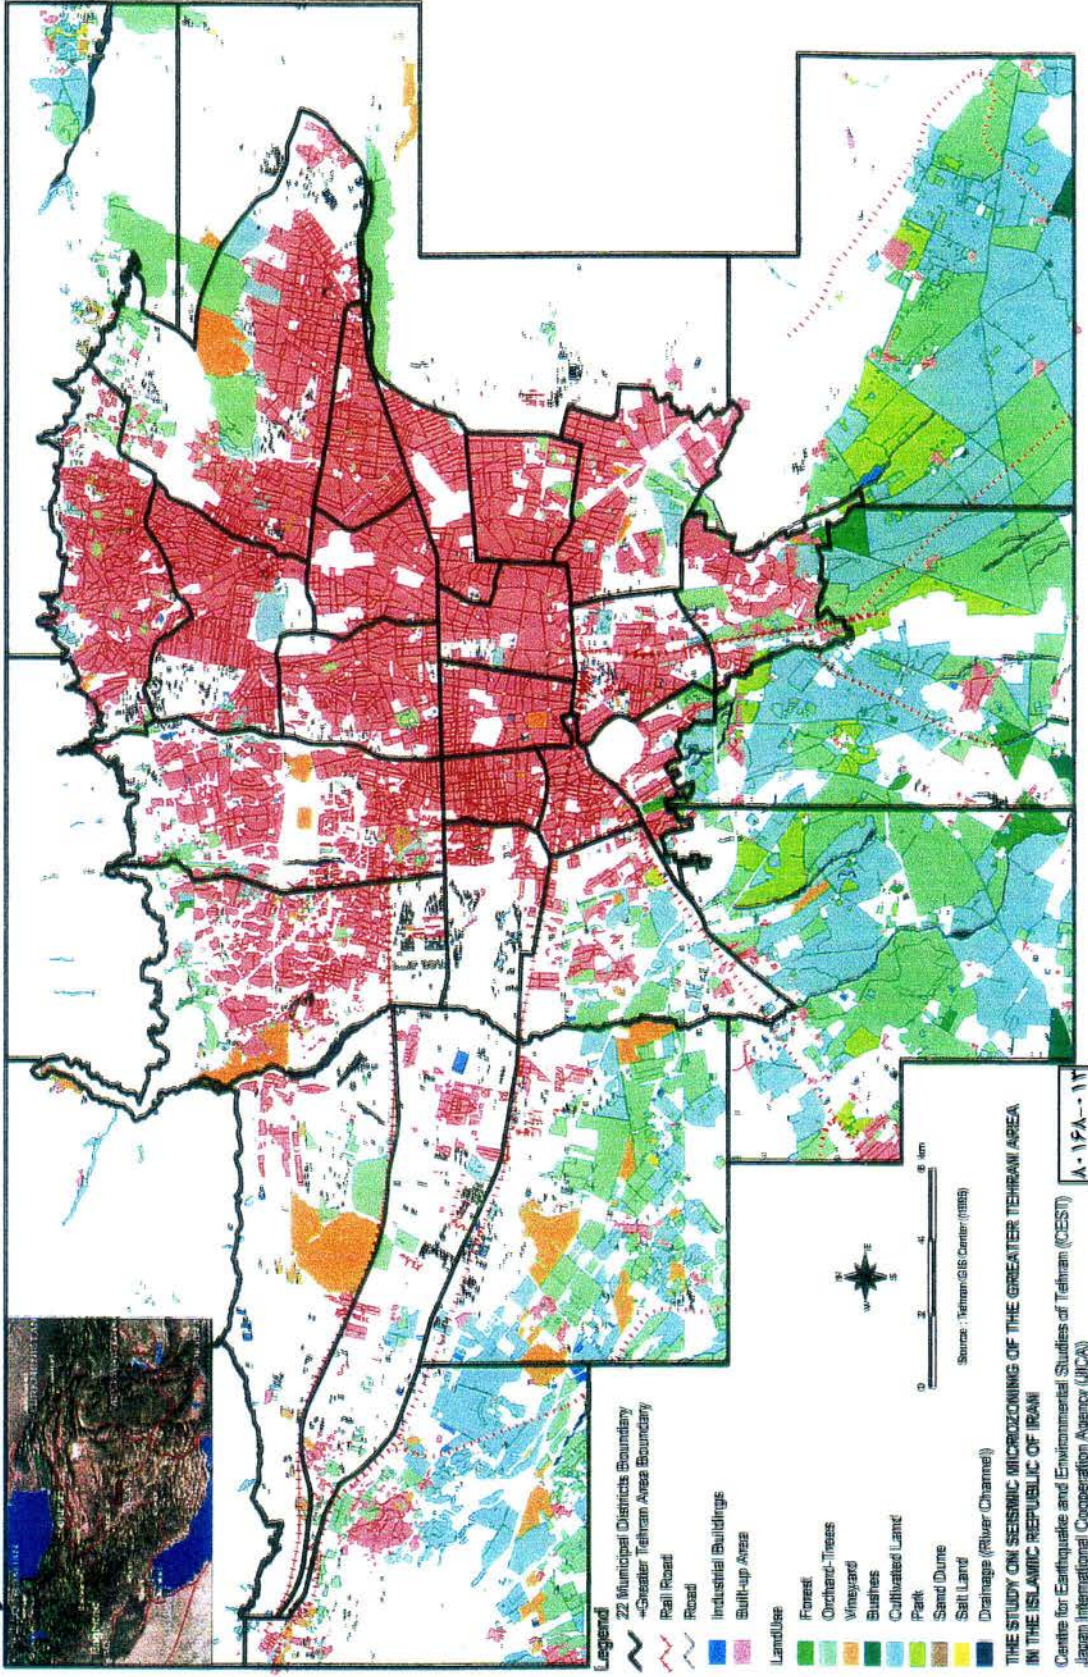 Legend
22 Municipal Districts Boundary
+Greater Tehran Area Boundary
Rail Road
Road
Industrial Buildings
Built-up Area
LandUse
Forest
Orchard-Trees
Vineyard
Bushes
Cultivated Land
Park
Sand Dune
Salt Land
Drainage (River Channel)
N
W
E
S
0 2 4 6 km
Source : Tehran GIS Center (1996)
THE STUDY ON SEISMIC MICROZONING OF THE GREATER TEHRAN AREA
IN THE ISLAMIC REPUBLIC OF IRAN
Centre for Earthquake and Environmental Studies of Tehran (CEST)
Japan International Cooperation Agency (JICA)